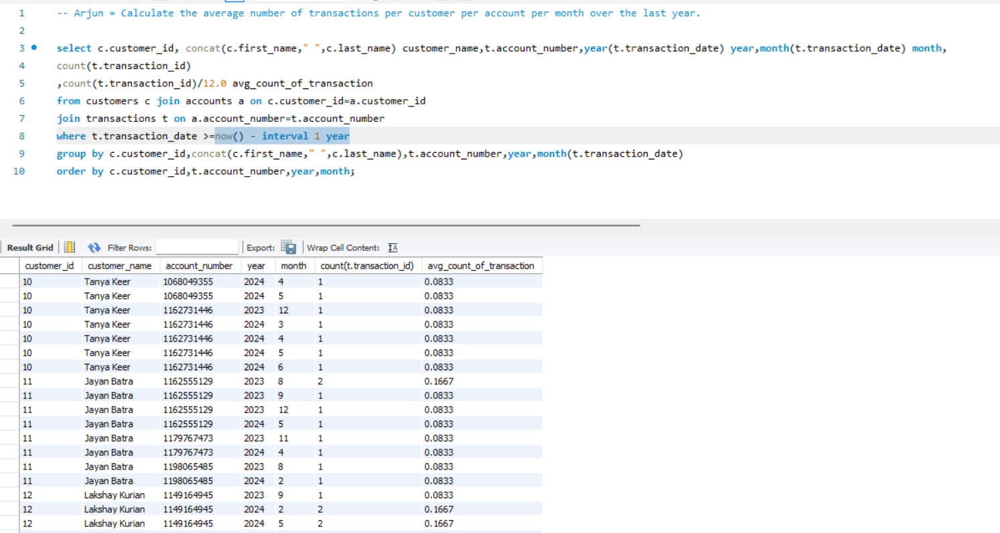 1 -- Arjun = Calculate the average number of transactions per customer per account per month over the last year.
2
3 select c.customer_id, concat(c.first_name," ",c.last_name) customer_name,t.account_number,year(t.transaction_date) year,month(t.transaction_date) month,
4 count(t.transaction_id)
5 ,count(t.transaction_id)/12.0 avg_count_of_transaction
6 from customers c join accounts a on c.customer_id=a.customer_id
7 join transactions t on a.account_number=t.account_number
8 where t.transaction_date >=now() - interval 1 year
9 group by c.customer_id,concat(c.first_name," ",c.last_name),t.account_number,year,month(t.transaction_date)
10 order by c.customer_id,t.account_number,year,month;
Result Grid Filter Rows: Export: Wrap Cell Content:
customer_id customer_name account_number year month count(t.transaction_id) avg_count_of_transaction
10 Tanya Keer 1068049355 2024 4 1 0.0833
10 Tanya Keer 1068049355 2024 5 1 0.0833
10 Tanya Keer 1162731446 2023 12 1 0.0833
10 Tanya Keer 1162731446 2024 3 1 0.0833
10 Tanya Keer 1162731446 2024 4 1 0.0833
10 Tanya Keer 1162731446 2024 5 1 0.0833
10 Tanya Keer 1162731446 2024 6 1 0.0833
11 Jayan Batra 1162555129 2023 8 2 0.1667
11 Jayan Batra 1162555129 2023 9 1 0.0833
11 Jayan Batra 1162555129 2023 12 1 0.0833
11 Jayan Batra 1162555129 2024 5 1 0.0833
11 Jayan Batra 1179767473 2023 11 1 0.0833
11 Jayan Batra 1179767473 2024 4 1 0.0833
11 Jayan Batra 1198065485 2023 8 1 0.0833
11 Jayan Batra 1198065485 2024 2 1 0.0833
12 Lakshay Kurian 1149164945 2023 9 1 0.0833
12 Lakshay Kurian 1149164945 2024 2 2 0.1667
12 Lakshay Kurian 1149164945 2024 5 2 0.1667